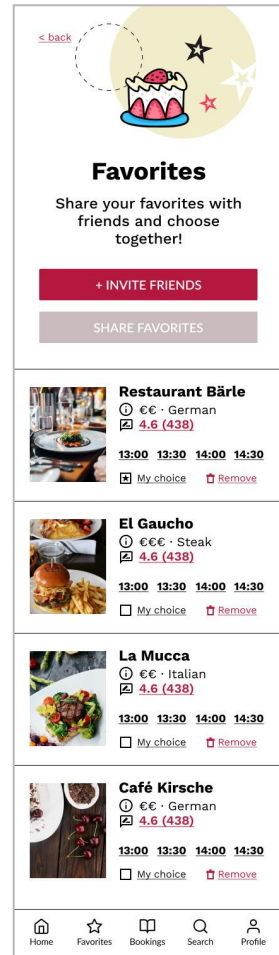 < back
Favorites
Share your favorites with
friends and choose
together!
+ INVITE FRIENDS
SHARE FAVORITES
Restaurant Bärle
€€ · German
4.6 (438)
13:00 13:30 14:00 14:30
My choice Remove
El Gaucho
€€€ · Steak
4.6 (438)
13:00 13:30 14:00 14:30
My choice Remove
La Mucca
€€ · Italian
4.6 (438)
13:00 13:30 14:00 14:30
My choice Remove
Café Kirsche
€€ · German
4.6 (438)
13:00 13:30 14:00 14:30
My choice Remove
Home Favorites Bookings Search Profile